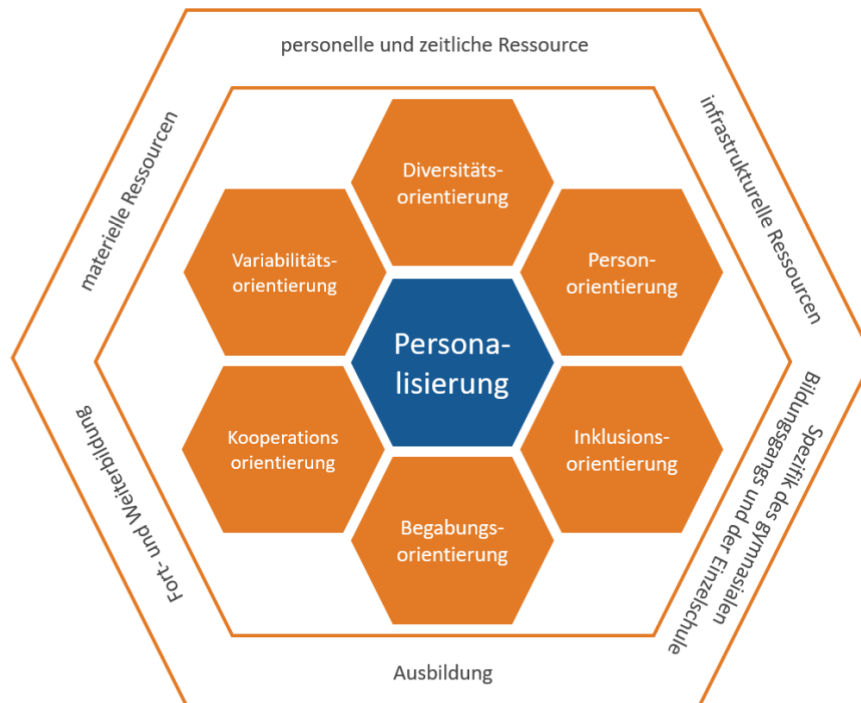 personelle und zeitliche Ressource
materielle Ressourcen
infrastrukturelle Ressourcen
Diversitäts-
orientierung
Variabilitäts-
orientierung
Person-
orientierung
Persona-
lisierung
Kooperations
orientierung
Inklusions-
orientierung
Begabungs-
orientierung
Fort- und Weiterbildung
Spezifik des gymnasialen
Bildungsgangs und der Einzelschule
Ausbildung